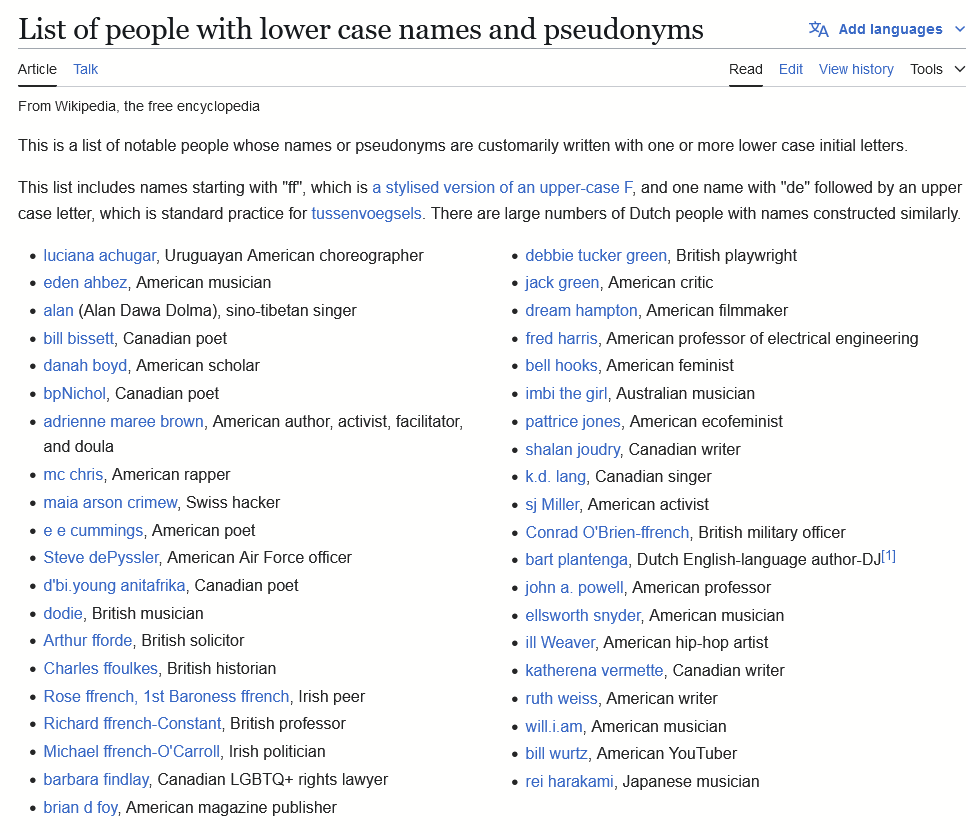 List of people with lower case names and pseudonyms
Add languages
Article Talk
Read Edit View history Tools
From Wikipedia, the free encyclopedia
This is a list of notable people whose names or pseudonyms are customarily written with one or more lower case initial letters.
This list includes names starting with "ff", which is a stylised version of an upper-case F, and one name with "de" followed by an upper
case letter, which is standard practice for tussenvoegsels. There are large numbers of Dutch people with names constructed similarly.
• luciana achugar, Uruguayan American choreographer
• eden ahbez, American musician
• alan (Alan Dawa Dolma), sino-tibetan singer
• bill bissett, Canadian poet
• danah boyd, American scholar
• bpNichol, Canadian poet
• adrienne maree brown, American author, activist, facilitator,
and doula
• mc chris, American rapper
• maia arson crimew, Swiss hacker
• e e cummings, American poet
• Steve dePyssler, American Air Force officer
• d'bi.young anitafrika, Canadian poet
• dodie, British musician
• Arthur fforde, British solicitor
• Charles ffoulkes, British historian
• Rose ffrench, 1st Baroness ffrench, Irish peer
• Richard ffrench-Constant, British professor
• Michael ffrench-O'Carroll, Irish politician
• barbara findlay, Canadian LGBTQ+ rights lawyer
• brian d foy, American magazine publisher
• debbie tucker green, British playwright
• jack green, American critic
• dream hampton, American filmmaker
• fred harris, American professor of electrical engineering
• bell hooks, American feminist
• imbi the girl, Australian musician
• pattrice jones, American ecofeminist
• shalan joudry, Canadian writer
• k.d. lang, Canadian singer
• sj Miller, American activist
• Conrad O'Brien-ffrench, British military officer
• bart plantenga, Dutch English-language author-DJ[1]
• john a. powell, American professor
• ellsworth snyder, American musician
• ill Weaver, American hip-hop artist
• katherena vermette, Canadian writer
• ruth weiss, American writer
• will.i.am, American musician
• bill wurtz, American YouTuber
• rei harakami, Japanese musician